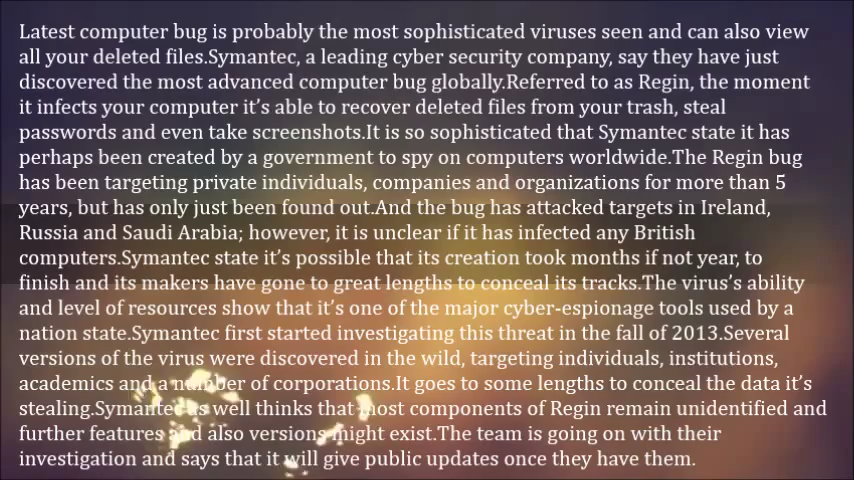 Latest computer bug is probably the most sophisticated viruses seen and can also view
all your deleted files.Symantec, a leading cyber security company, say they have just
discovered the most advanced computer bug globally.Referred to as Regin, the moment
it infects your computer it’s able to recover deleted files from your trash, steal
passwords and even take screenshots.It is so sophisticated that Symantec state it has
perhaps been created by a government to spy on computers worldwide.The Regin bug
has been targeting private individuals, companies and organizations for more than 5
years, but has only just been found out.And the bug has attacked targets in Ireland,
Russia and Saudi Arabia; however, it is unclear if it has infected any British
computers.Symantec state it’s possible that its creation took months if not year, to
finish and its makers have gone to great lengths to conceal its tracks.The virus’s ability
and level of resources show that it’s one of the major cyber-espionage tools used by a
nation state.Symantec first started investigating this threat in the fall of 2013.Several
versions of the virus were discovered in the wild, targeting individuals, institutions,
academics and a number of corporations.It goes to some lengths to conceal the data it’s
stealing.Symantec as well thinks that most components of Regin remain unidentified and
further features and also versions might exist.The team is going on with their
investigation and says that it will give public updates once they have them.